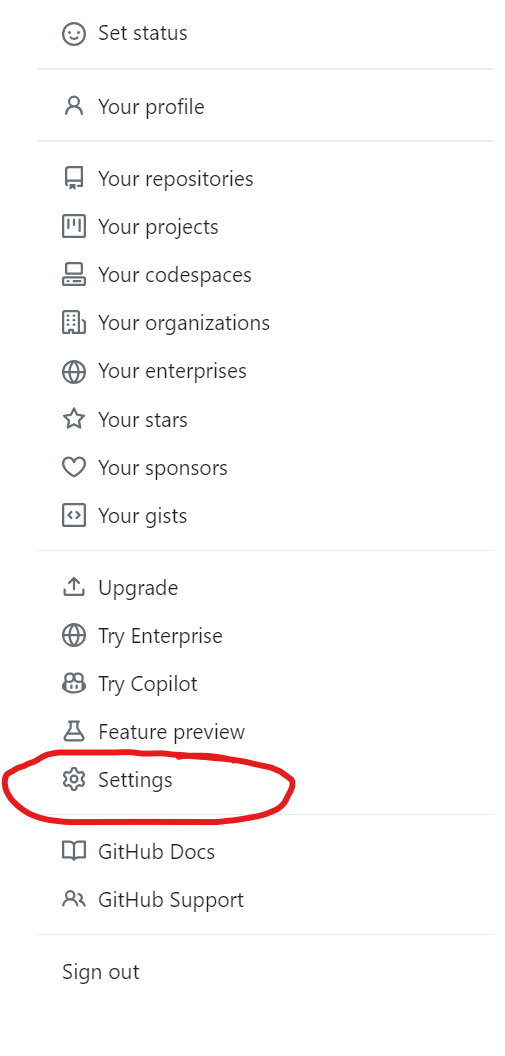 Set status
Your profile
Your repositories
Your projects
Your codespaces
Your organizations
Your enterprises
Your stars
Your sponsors
Your gists
Upgrade
Try Enterprise
Try Copilot
Feature preview
Settings
GitHub Docs
GitHub Support
Sign out